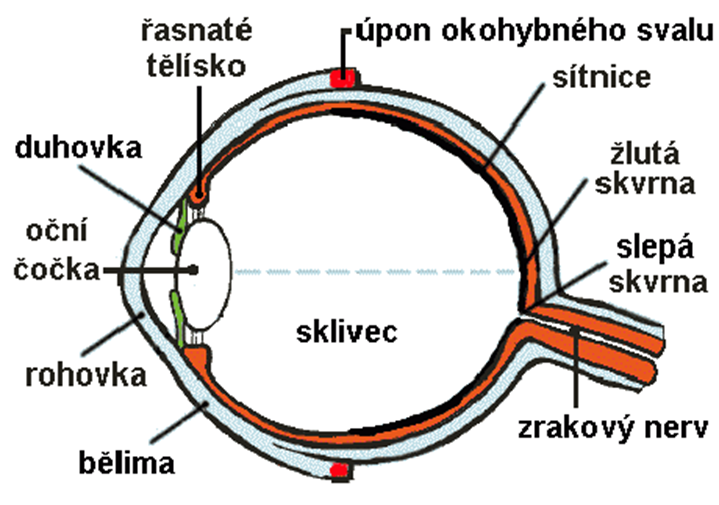 řasnaté
tělísko
úpon okohybného svalu
sítnice
duhovka
žlutá
skvrna
oční
čočka
slepá
skvrna
sklivec
rohovka
zrakový nerv
bělima